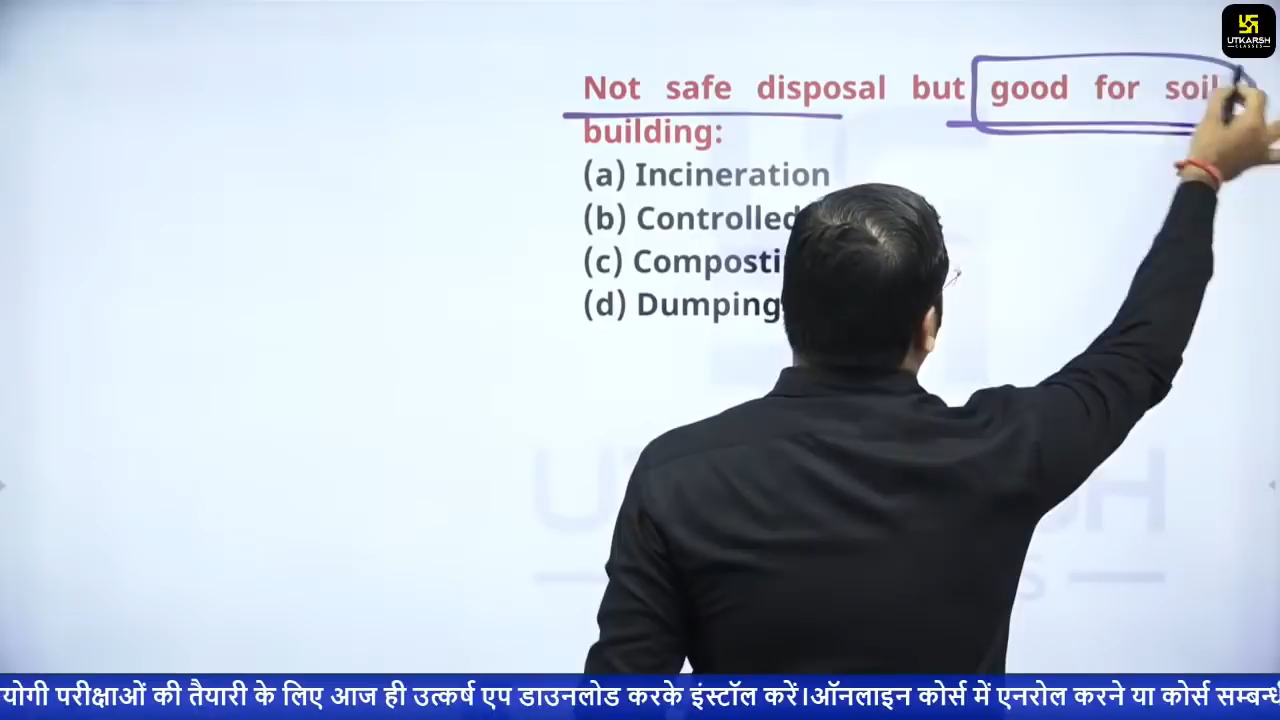 UTKARSH
CLASSES
Not safe disposal but good for soil
building:
(a) Incineration
(b) Controlled
(c) Composti
(d) Dumping
योगी परीक्षाओं की तैयारी के लिए आज ही उत्कर्ष एप डाउनलोड करके इंस्टॉल करें।ऑनलाइन कोर्स में एनरोल करने या कोर्स सम्बन्धी